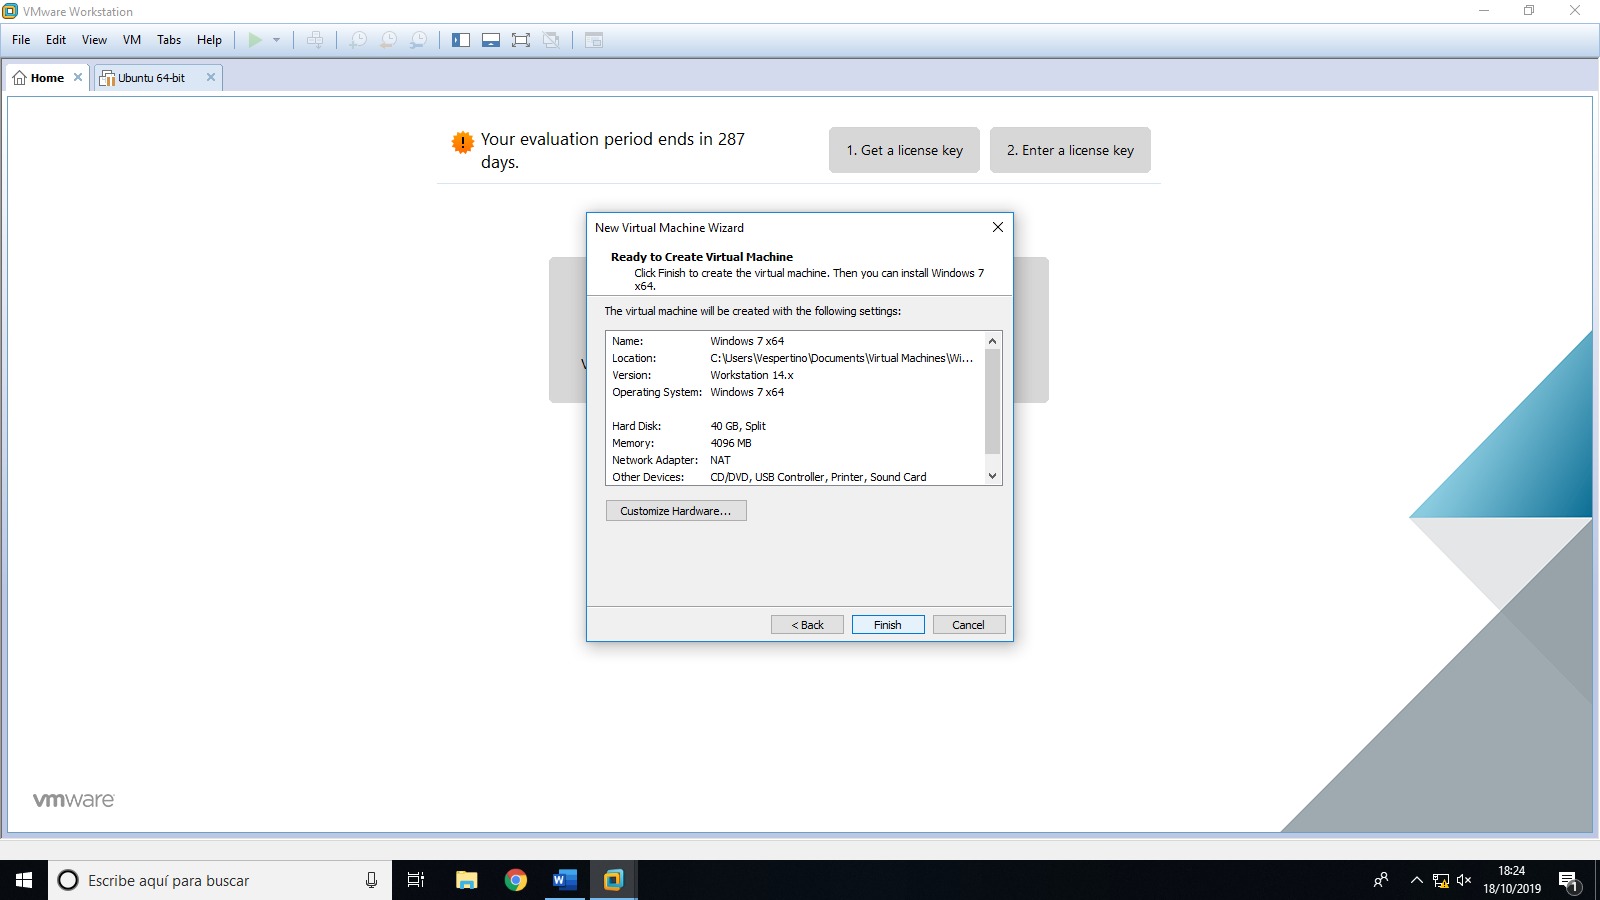 VMware Workstation
File Edit View VM Tabs Help
Home Ubuntu 64-bit
Your evaluation period ends in 287
days.
1. Get a license key 2. Enter a license key
New Virtual Machine Wizard
Ready to Create Virtual Machine
Click Finish to create the virtual machine. Then you can install Windows 7
x64.
The virtual machine will be created with the following settings:
Name: Windows 7 x64
Location: C:\Users\Vespertino\Documents\Virtual Machines\Wi...
Version: Workstation 14.x
Operating System: Windows 7 x64
Hard Disk: 40 GB, Split
Memory: 4096 MB
Network Adapter: NAT
Other Devices: CD/DVD, USB Controller, Printer, Sound Card
Customize Hardware...
< Back Finish Cancel
vmware
Escribe aquí para buscar
18:24
18/10/2019
1